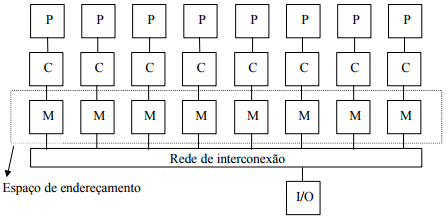 P P P P P P P P
C C C C C C C C
M M M M M M M M
Rede de interconexão
Espaço de endereçamento
I/O